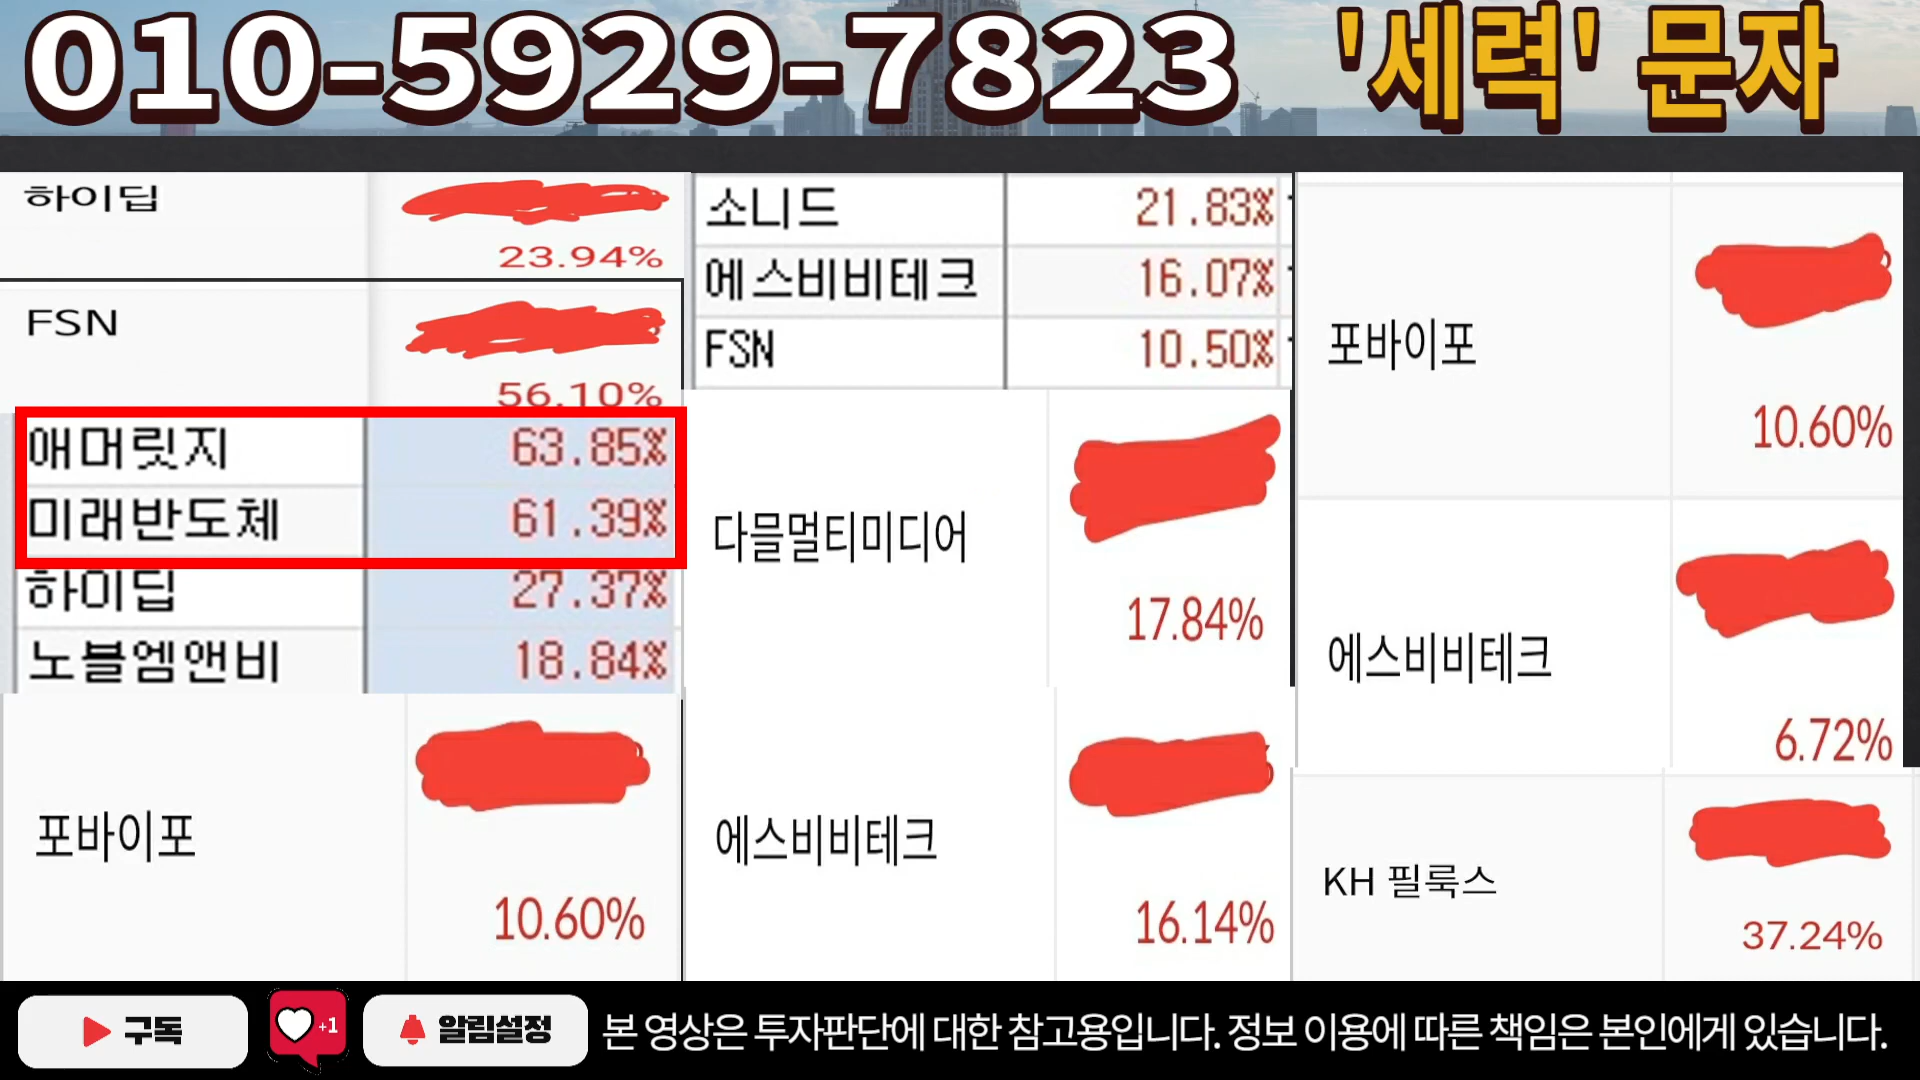 010-5929-7823 '세력' 문자
하이딥
23.94%
FSN
56.10%
애머릿지 63.85%
미래반도체 61.39%
하이딥 27.37%
노블엠앤비 18.84%
포바이포
10.60%
소니드 21.83%
에스비비테크 16.07%
FSN 10.50%
다믈멀티미디어
17.84%
에스비비테크
16.14%
포바이포
10.60%
에스비비테크
6.72%
KH 필룩스
37.24%
구독 +1 알림설정 본 영상은 투자판단에 대한 참고용입니다. 정보 이용에 따른 책임은 본인에게 있습니다.